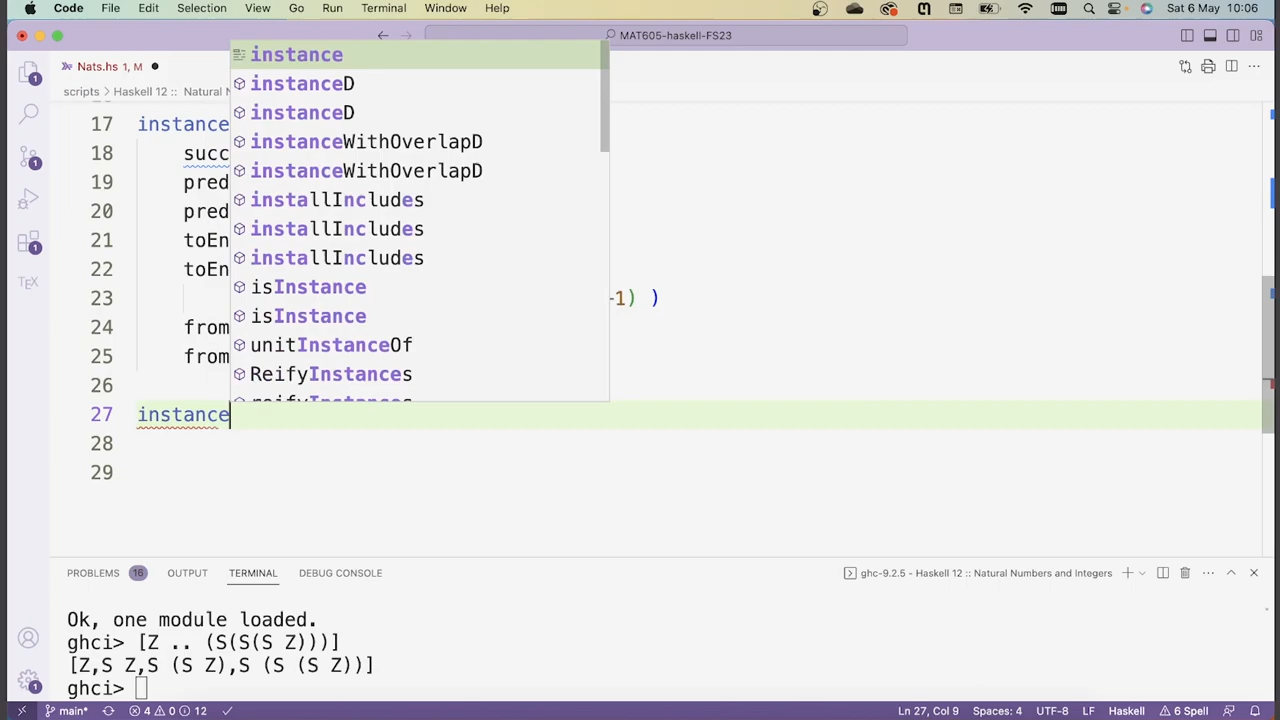 Code File Edit Selection View Go Run Terminal Window Help Sat 6 May 10:06
MAT605-haskell-FS23
Nats.hs 1, M
scripts > Haskell 12 :: Natural N
17 instance
18 succ
19 pred
20 pred
21 toEn
22 toEn
23 -1) )
24 from
25 from
26
27 instance
28
29
instance
instanceD
instanceD
instanceWithOverlapD
instanceWithOverlapD
installIncludes
installIncludes
installIncludes
isInstance
isInstance
unitInstanceOf
ReifyInstances
reifyInstances
PROBLEMS 16 OUTPUT TERMINAL DEBUG CONSOLE ghc-9.2.5 - Haskell 12 :: Natural Numbers and Integers
Ok, one module loaded.
ghci> [Z .. (S(S(S Z)))]
[Z,S Z,S (S Z),S (S (S Z))]
ghci>
main* 4 0 12 Ln 27, Col 9 Spaces: 4 UTF-8 LF Haskell 6 Spell